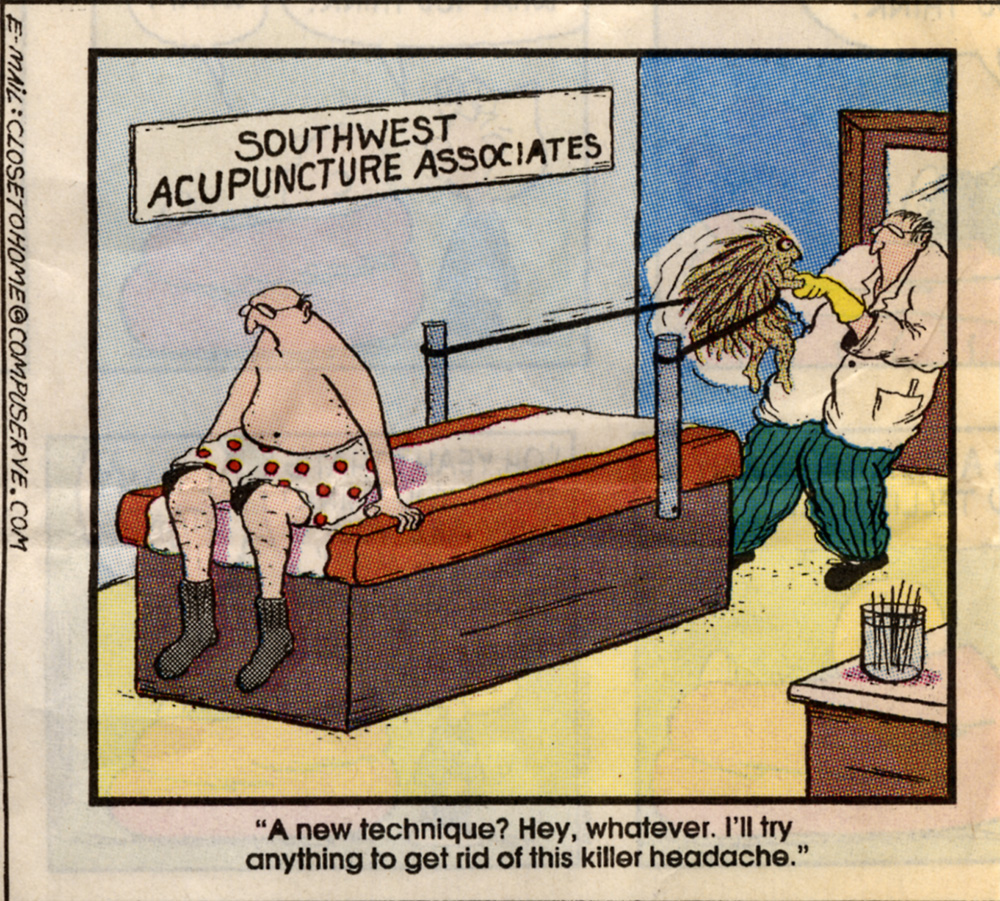 E-MAIL: CLOSETOHOME@COMPUSERVE.COM
SOUTHWEST
ACUPUNCTURE ASSOCIATES
“A new technique? Hey, whatever. I’ll try
anything to get rid of this killer headache.”